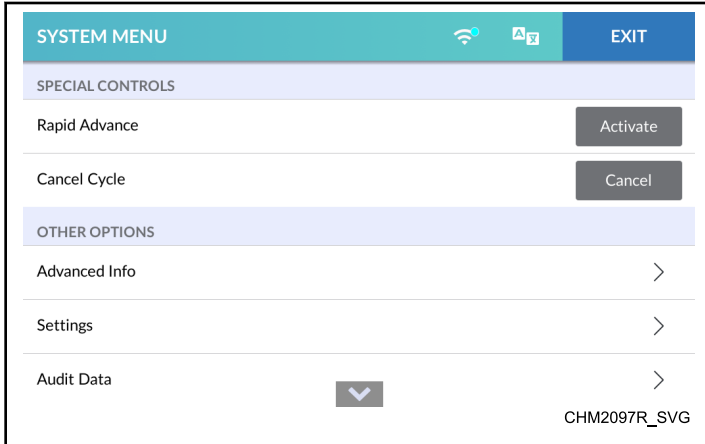 SYSTEM MENU
EXIT
SPECIAL CONTROLS
Rapid Advance
Activate
Cancel Cycle
Cancel
OTHER OPTIONS
Advanced Info
Settings
Audit Data
CHM2097R_SVG